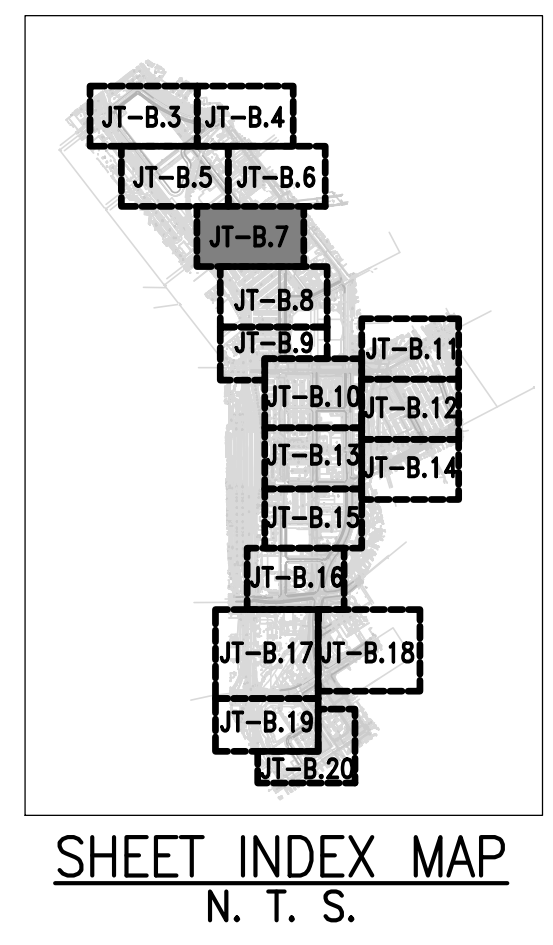 JT-B.3 JT-B.4
JT-B.5 JT-B.6
JT-B.7
JT-B.8
JT-B.9
JT-B.11
JT-B.10
JT-B.12
JT-B.13
JT-B.14
JT-B.15
JT-B.16
JT-B.17 JT-B.18
JT-B.19
JT-B.20
SHEET INDEX MAP
N. T. S.